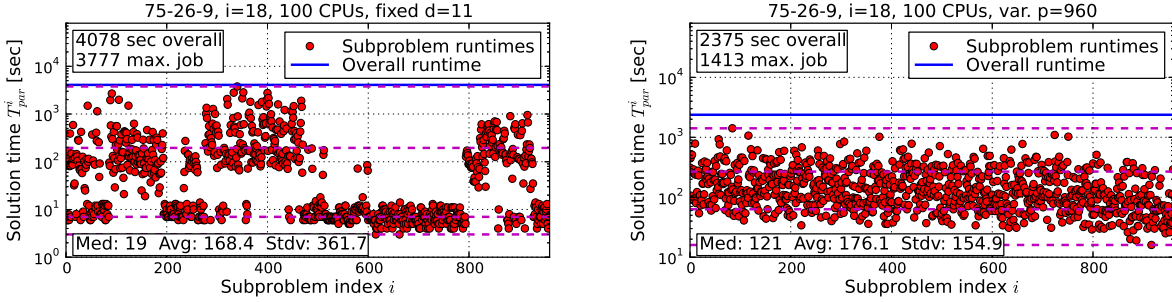 75-26-9, i=18, 100 CPUs, fixed d=11
4078 sec overall
3777 max. job
Subproblem runtimes
Overall runtime
Solution time T^i_par [sec]
10^4
10^3
10^2
10^1
10^0
Med: 19 Avg: 168.4 Stdv: 361.7
0 200 400 600 800
Subproblem index i
75-26-9, i=18, 100 CPUs, var. p=960
2375 sec overall
1413 max. job
Subproblem runtimes
Overall runtime
Solution time T^i_par [sec]
10^4
10^3
10^2
10^1
Med: 121 Avg: 176.1 Stdv: 154.9
0 200 400 600 800
Subproblem index i